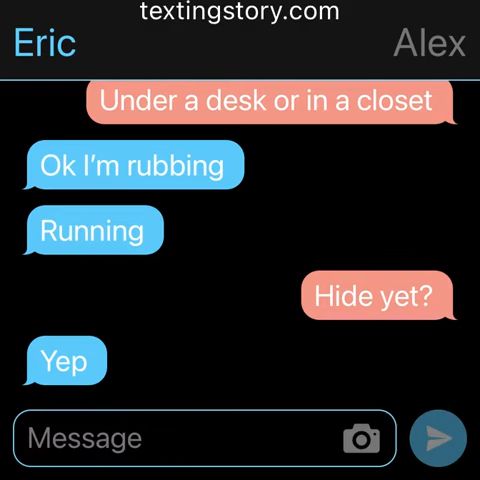 textingstory.com
Eric
Alex
Under a desk or in a closet
Ok I’m rubbing
Running
Hide yet?
Yep
Message